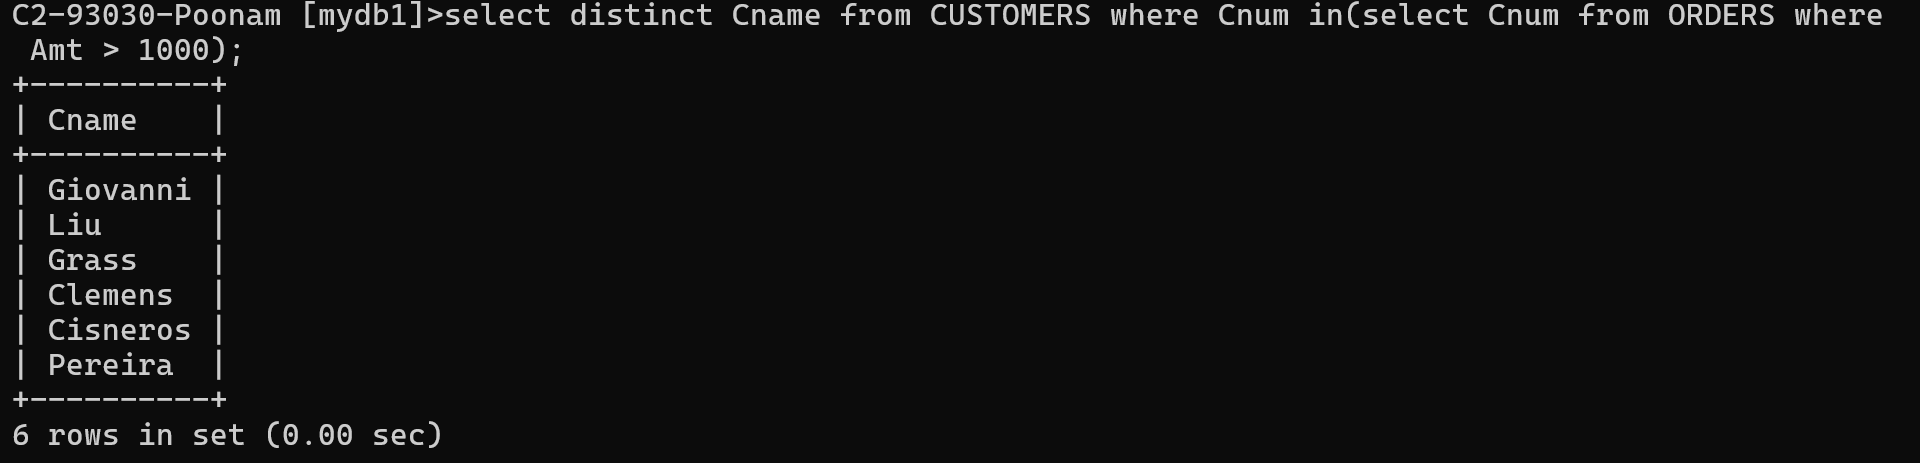 C2-93030-Poonam [mydb1]>select distinct Cname from CUSTOMERS where Cnum in(select Cnum from ORDERS where
 Amt > 1000);
+----------+
| Cname    |
+----------+
| Giovanni |
| Liu      |
| Grass    |
| Clemens  |
| Cisneros |
| Pereira  |
+----------+
6 rows in set (0.00 sec)